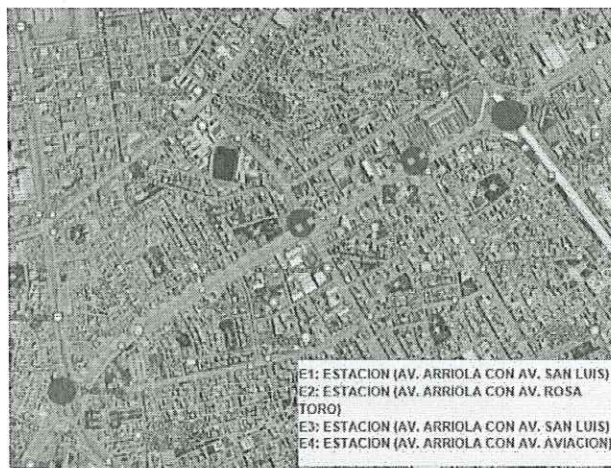 E 2
E1: ESTACION (AV. ARRIOLA CON AV. SAN LUIS)
E2: ESTACION (AV. ARRIOLA CON AV. ROSA
TORO)
E3: ESTACION (AV. ARRIOLA CON AV. SAN LUIS)
E4: ESTACION (AV. ARRIOLA CON AV. AVIACION)